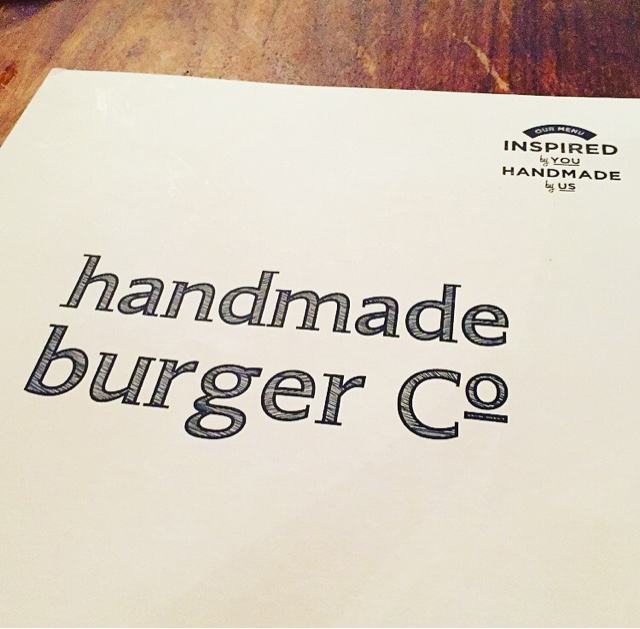 OUR MENU
INSPIRED
by YOU
HANDMADE
by US
handmade
burger Co